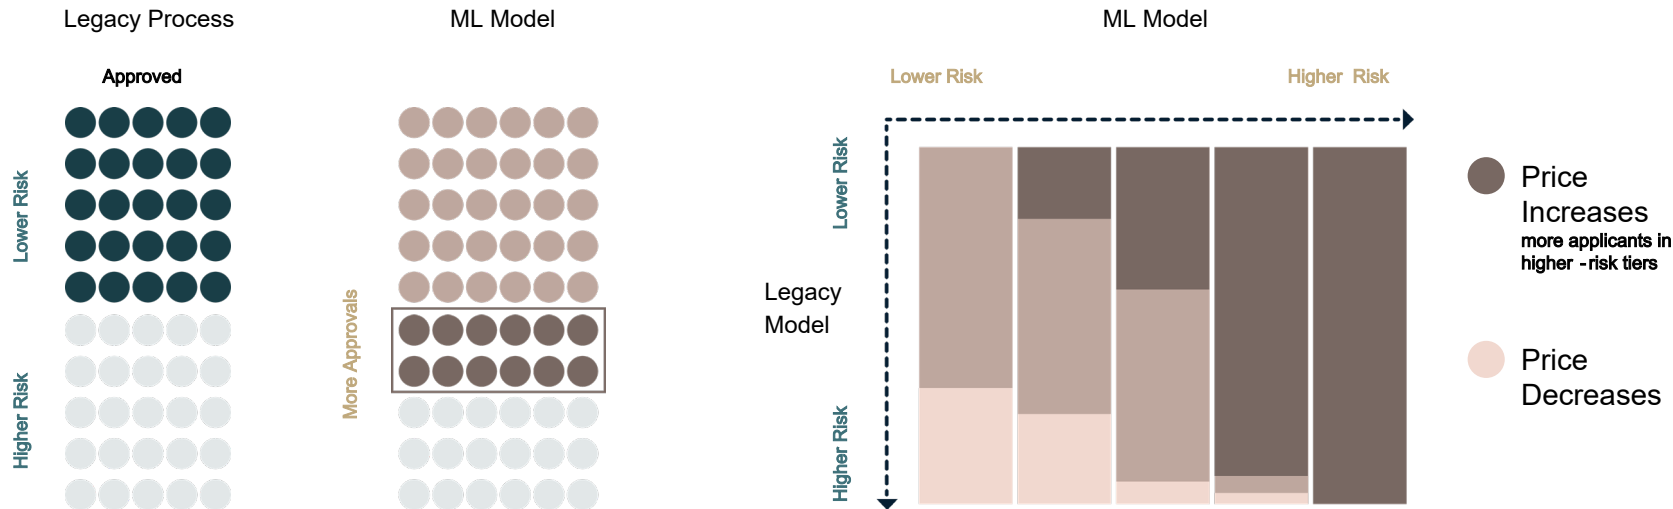 Legacy Process
ML Model
ML Model
Approved
Lower Risk
Higher Risk
Lower Risk
Higher Risk
More Approvals
Lower Risk
Higher Risk
Legacy
Model
Price
Increases
more applicants in
higher -risk tiers
Price
Decreases